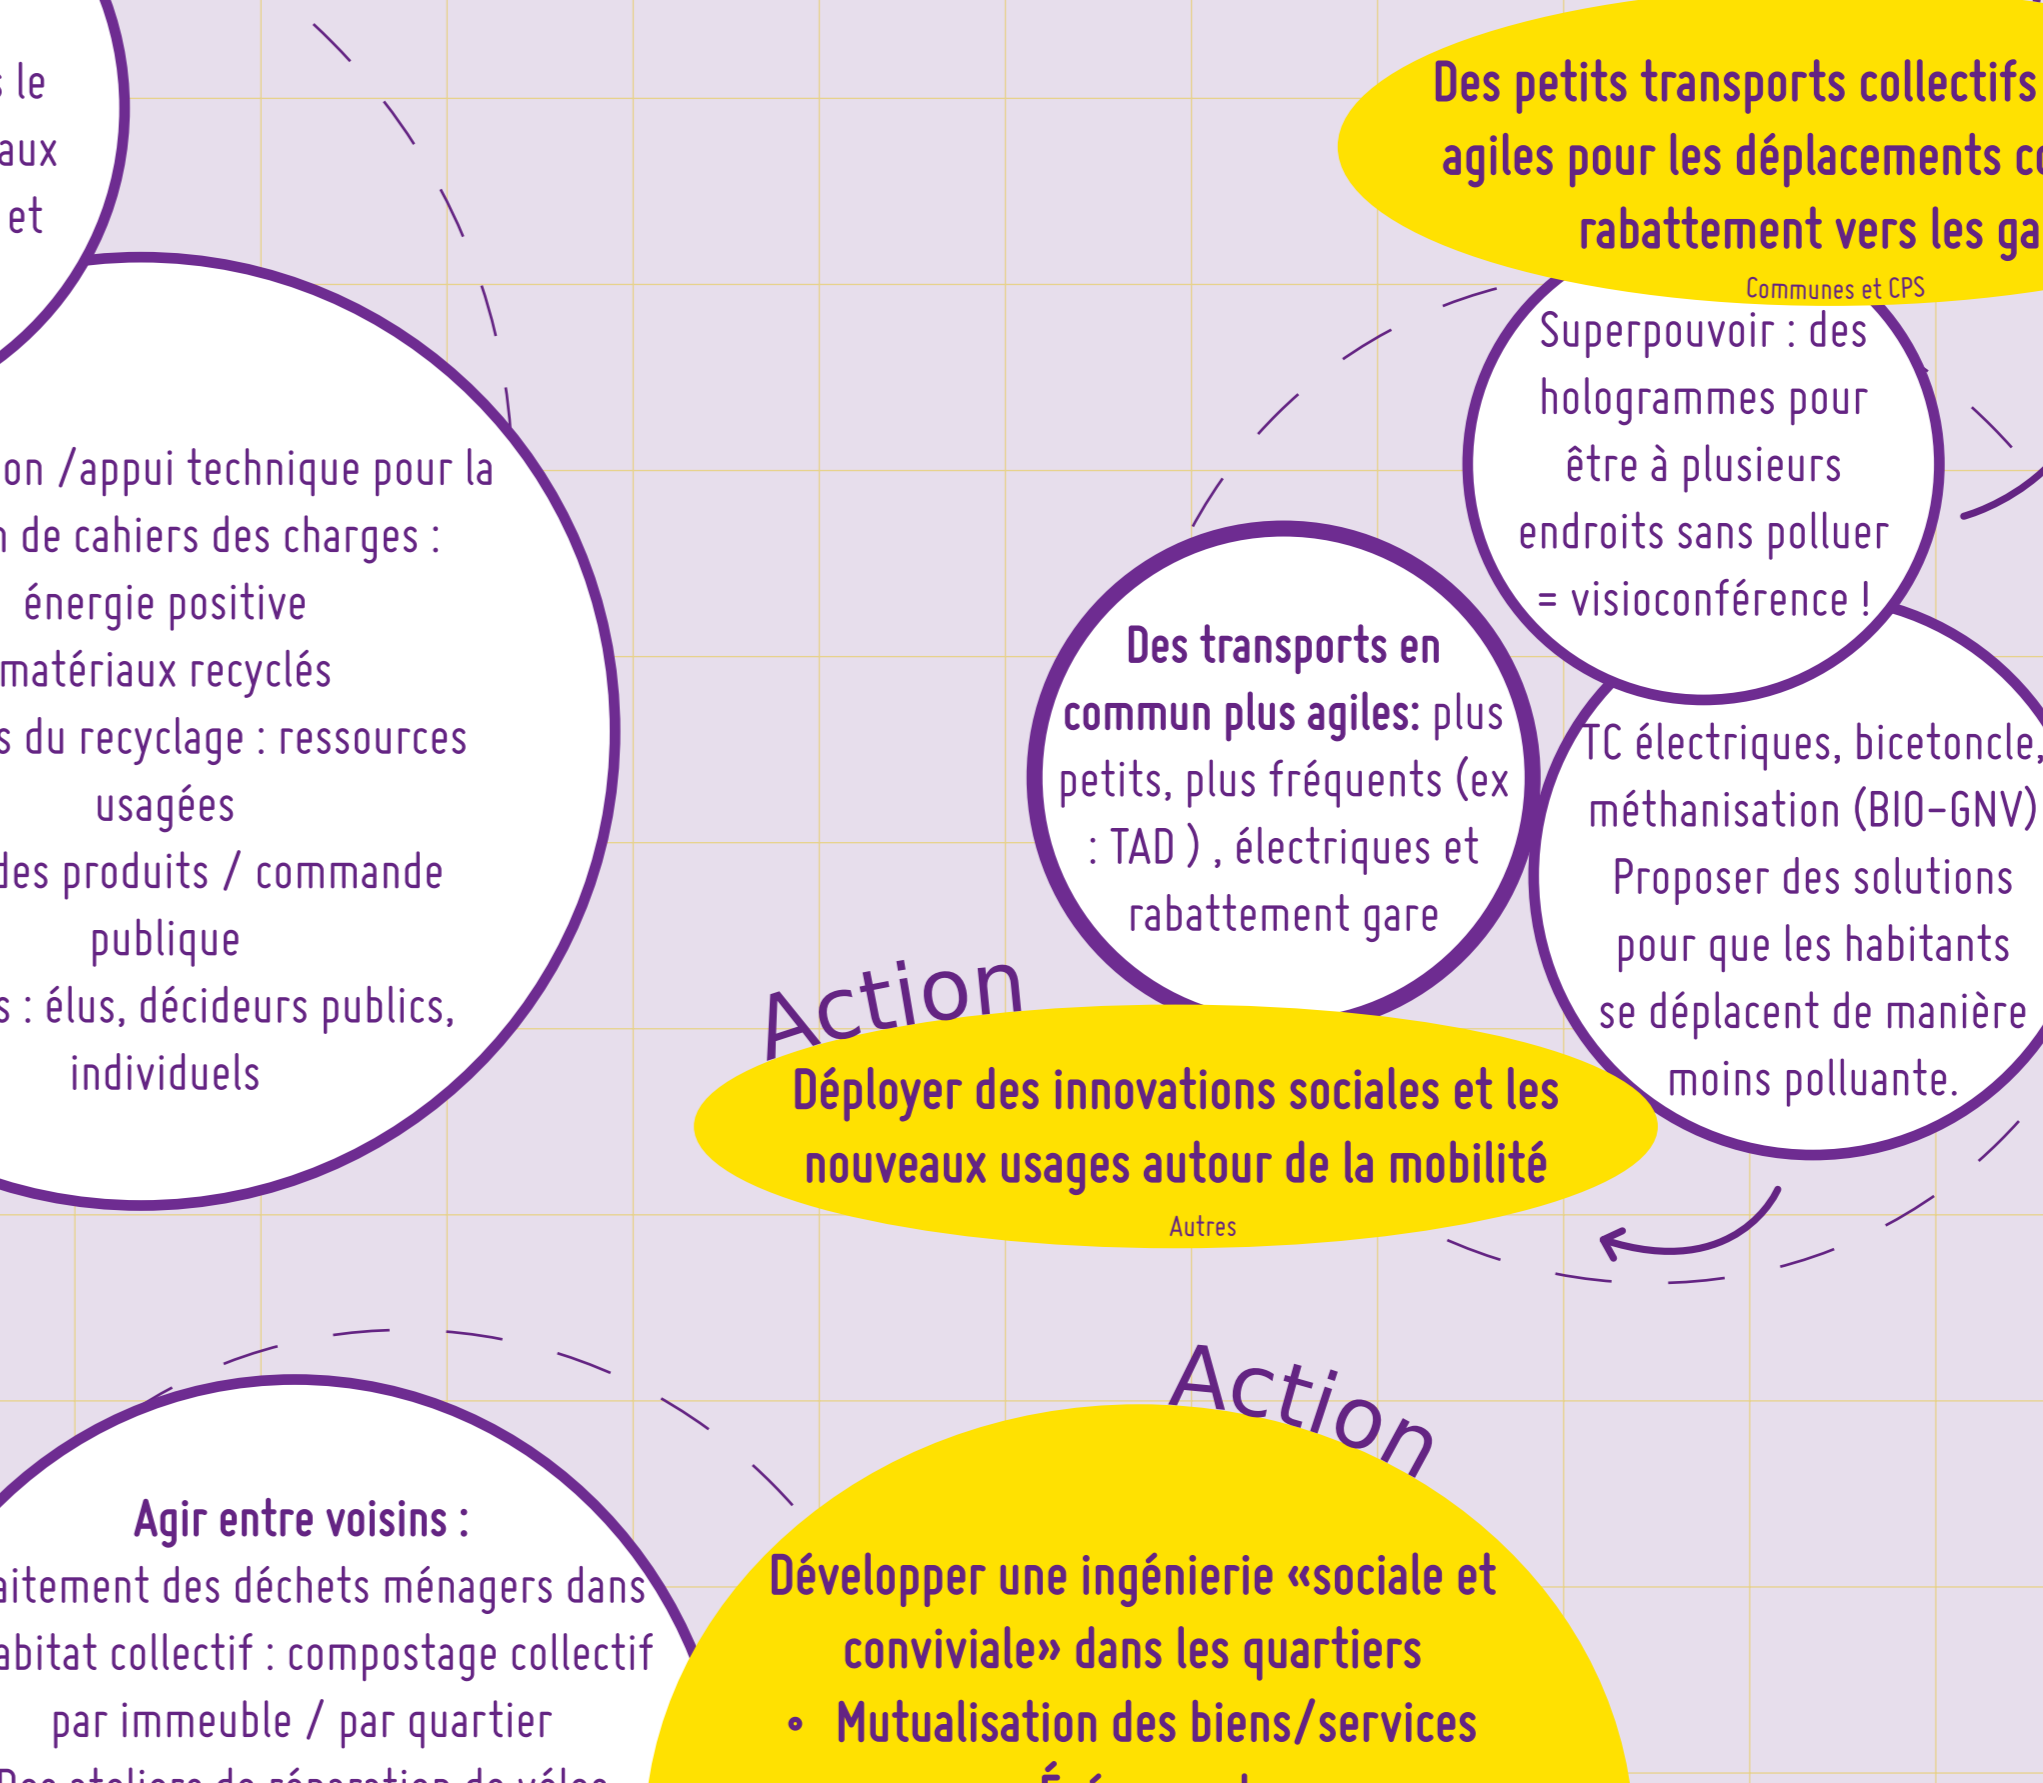 le
aux
et
on /appui technique pour la
de cahiers des charges :
énergie positive
matériaux recyclés
s du recyclage : ressources
usagées
des produits / commande
publique
s : élus, décideurs publics,
individuels
Des petits transports collectifs
agiles pour les déplacements
rabattement vers les
Communes et CPS
Superpouvoir : des
hologrammes pour
être à plusieurs
endroits sans polluer
= visioconférence !
Des transports en
commun plus agiles: plus
petits, plus fréquents (ex
: TAD ) , électriques et
rabattement gare
TC électriques, bicetoncle,
méthanisation (BIO-GNV)
Proposer des solutions
pour que les habitants
se déplacent de manière
moins polluante.
Action
Déployer des innovations sociales et les
nouveaux usages autour de la mobilité
Autres
Agir entre voisins :
aitement des déchets ménagers dans
abitat collectif : compostage collectif
par immeuble / par quartier
ateliers de réparation de vélos
Action
Développer une ingénierie «sociale et
conviviale» dans les quartiers
• Mutualisation des biens/services